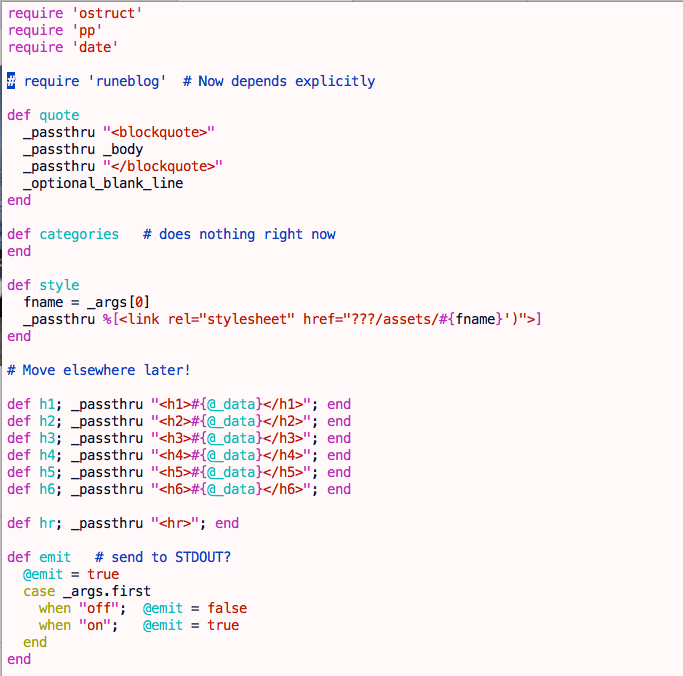 require 'ostruct'
require 'pp'
require 'date'

# require 'runeblog'  # Now depends explicitly

def quote
  _passthru "<blockquote>"
  _passthru _body
  _passthru "</blockquote>"
  _optional_blank_line
end

def categories   # does nothing right now
end

def style
  fname = _args[0]
  _passthru %[<link rel="stylesheet" href="???/assets/#{fname}')">]
end

# Move elsewhere later!

def h1; _passthru "<h1>#{@_data}</h1>"; end
def h2; _passthru "<h2>#{@_data}</h2>"; end
def h3; _passthru "<h3>#{@_data}</h3>"; end
def h4; _passthru "<h4>#{@_data}</h4>"; end
def h5; _passthru "<h5>#{@_data}</h5>"; end
def h6; _passthru "<h6>#{@_data}</h6>"; end

def hr; _passthru "<hr>"; end

def emit   # send to STDOUT?
  @emit = true
  case _args.first
    when "off";  @emit = false
    when "on";   @emit = true
  end
end